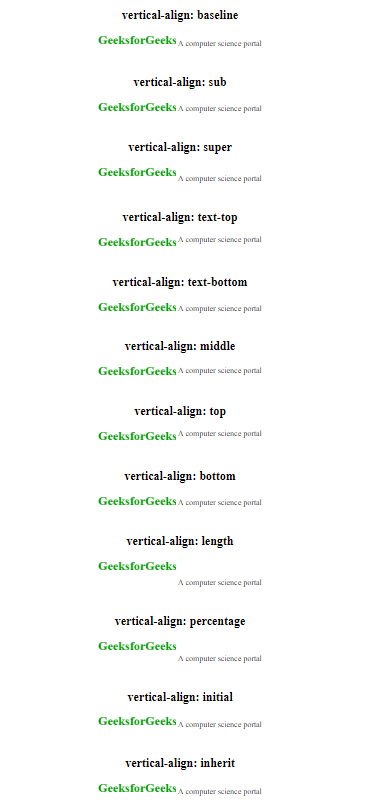 vertical-align: baseline
GeeksforGeeks A computer science portal
vertical-align: sub
GeeksforGeeks A computer science portal
vertical-align: super
GeeksforGeeks A computer science portal
vertical-align: text-top
GeeksforGeeks A computer science portal
vertical-align: text-bottom
GeeksforGeeks A computer science portal
vertical-align: middle
GeeksforGeeks A computer science portal
vertical-align: top
GeeksforGeeks A computer science portal
vertical-align: bottom
GeeksforGeeks A computer science portal
vertical-align: length
GeeksforGeeks
A computer science portal
vertical-align: percentage
GeeksforGeeks
A computer science portal
vertical-align: initial
GeeksforGeeks A computer science portal
vertical-align: inherit
GeeksforGeeks A computer science portal